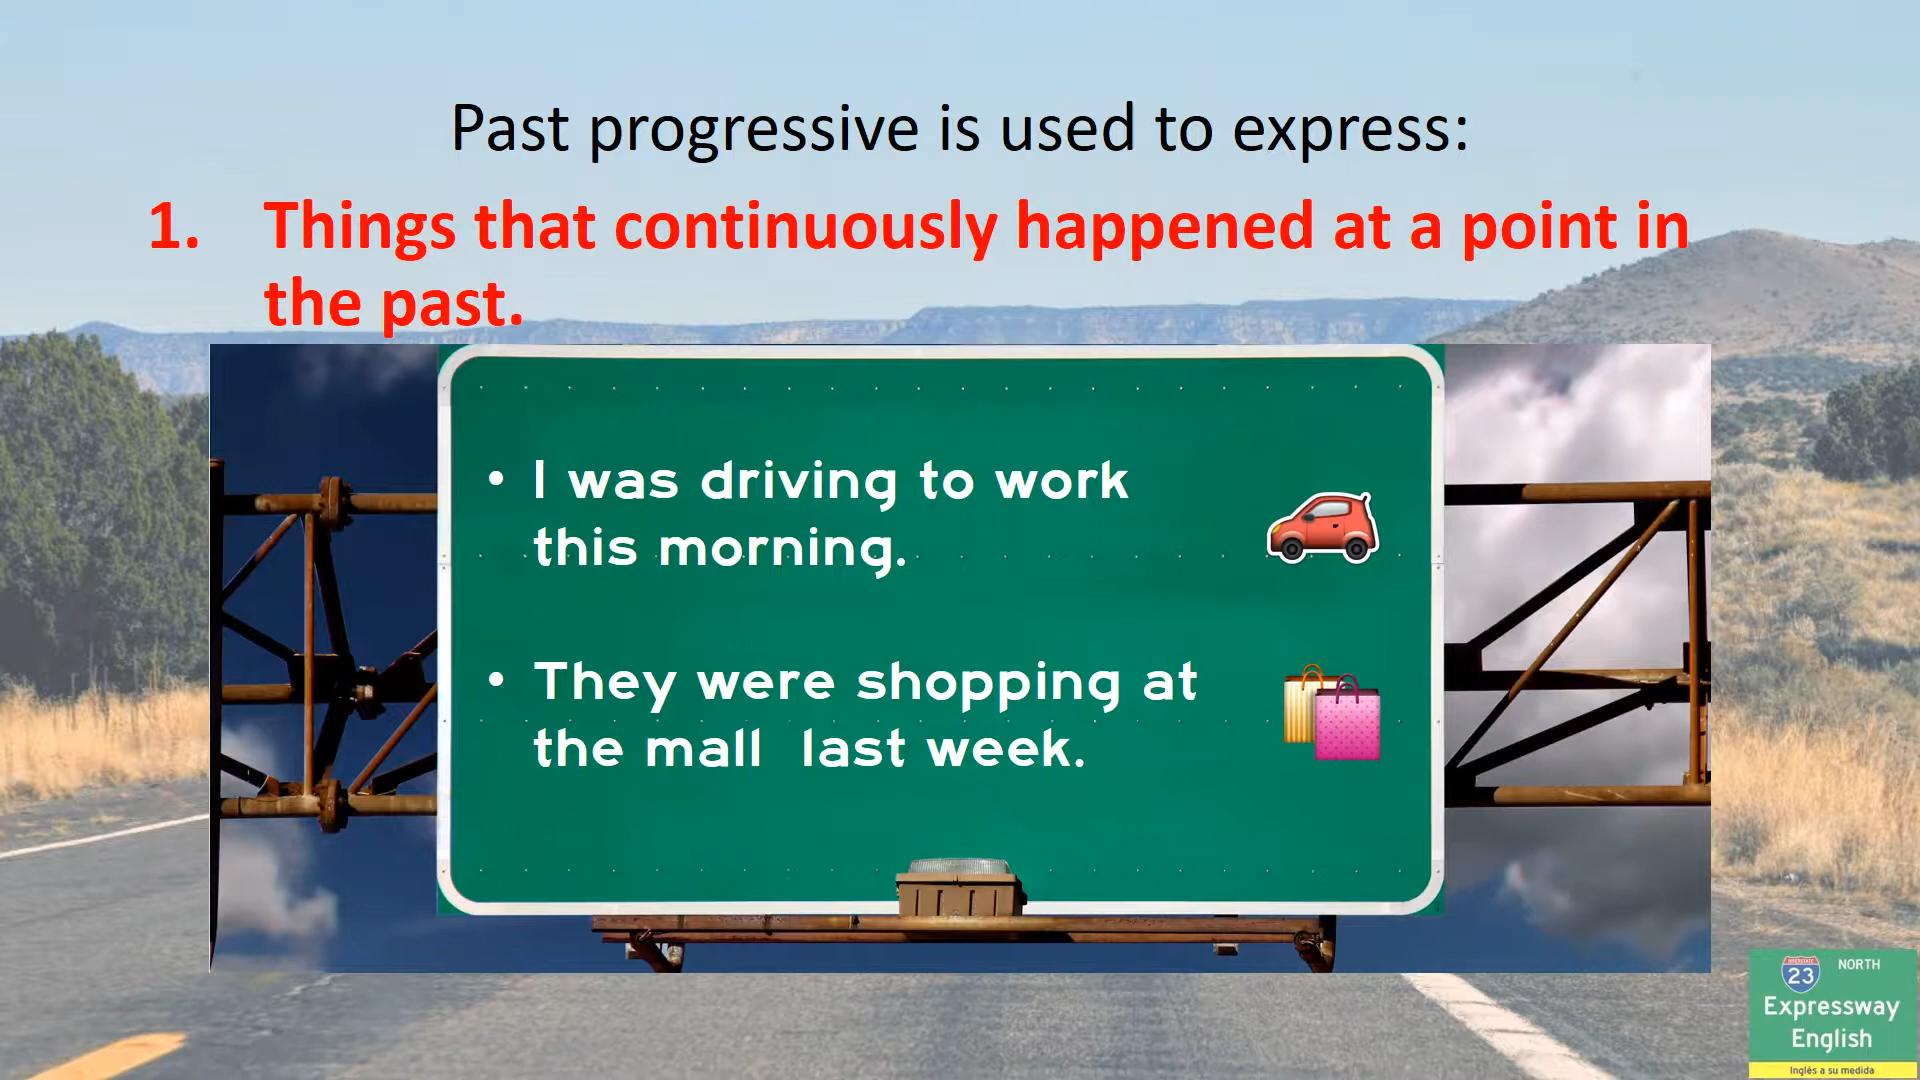 Past progressive is used to express:
1. Things that continuously happened at a point in
the past.
• I was driving to work
this morning.
• They were shopping at
the mall  last week.
INTERSTATE
23
NORTH
Expressway
English
Inglés a su medida